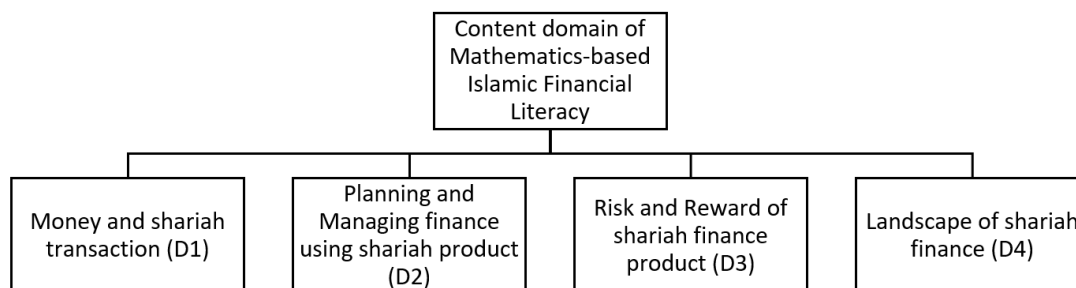 Content domain of
Mathematics-based
Islamic Financial
Literacy
Money and shariah
transaction (D1)
Planning and
Managing finance
using shariah product
(D2)
Risk and Reward of
shariah finance
product (D3)
Landscape of shariah
finance (D4)